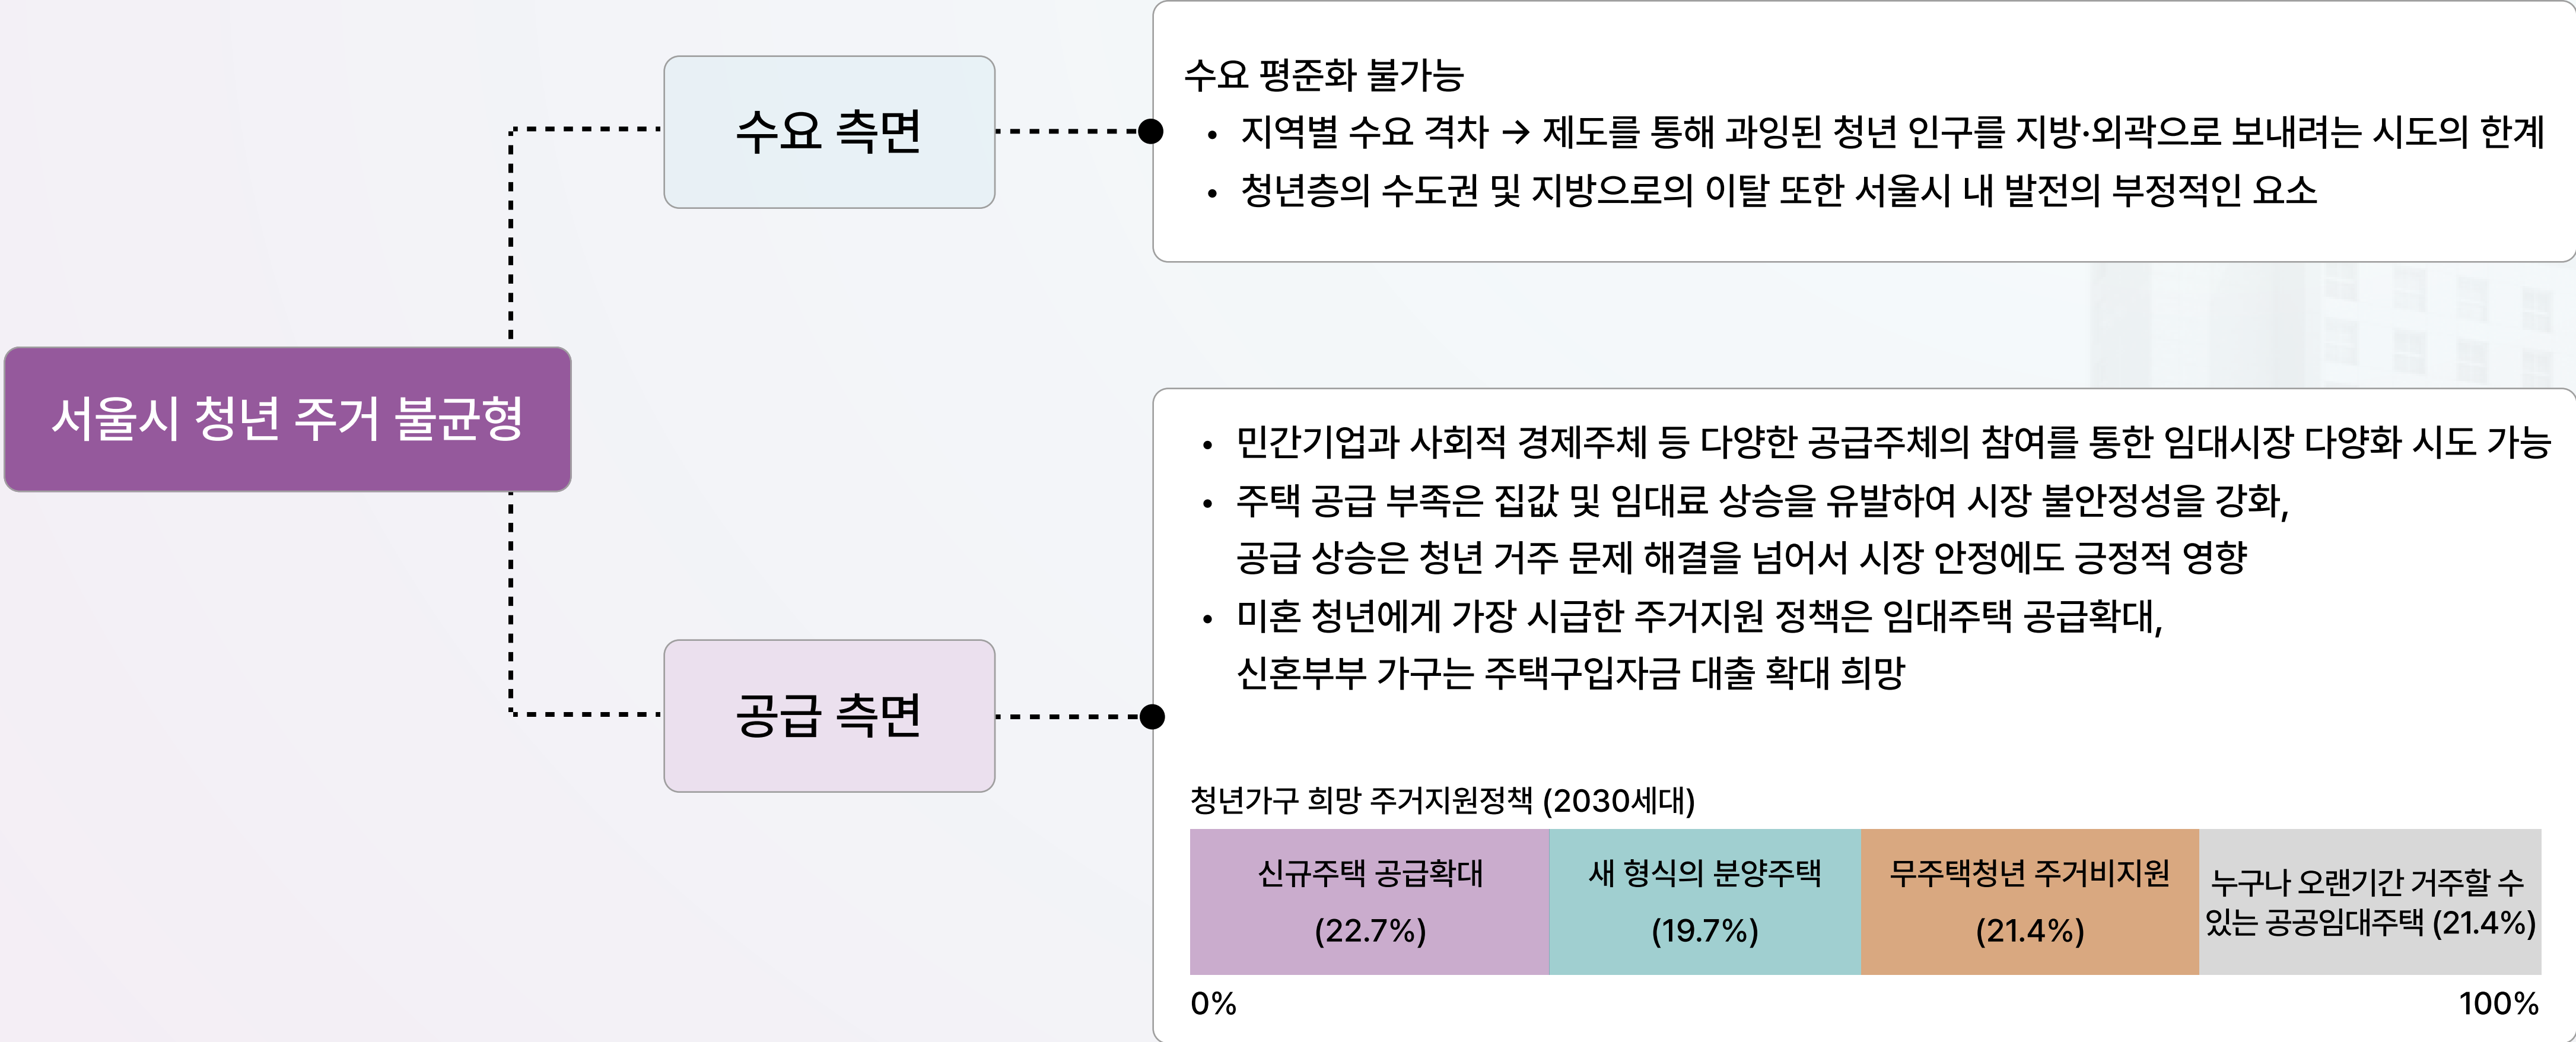 서울시 청년 주거 불균형
수요 측면
수요 평준화 불가능
• 지역별 수요 격차 → 제도를 통해 과잉된 청년 인구를 지방·외곽으로 보내려는 시도의 한계
• 청년층의 수도권 및 지방으로의 이탈 또한 서울시 내 발전의 부정적인 요소
공급 측면
• 민간기업과 사회적 경제주체 등 다양한 공급주체의 참여를 통한 임대시장 다양화 시도 가능
• 주택 공급 부족은 집값 및 임대료 상승을 유발하여 시장 불안정성을 강화,
공급 상승은 청년 거주 문제 해결을 넘어서 시장 안정에도 긍정적 영향
• 미혼 청년에게 가장 시급한 주거지원 정책은 임대주택 공급확대,
신혼부부 가구는 주택구입자금 대출 확대 희망
청년가구 희망 주거지원정책 (2030세대)
신규주택 공급확대
(22.7%)
새 형식의 분양주택
(19.7%)
무주택청년 주거비지원
(21.4%)
누구나 오랜기간 거주할 수
있는 공공임대주택 (21.4%)
0%
100%